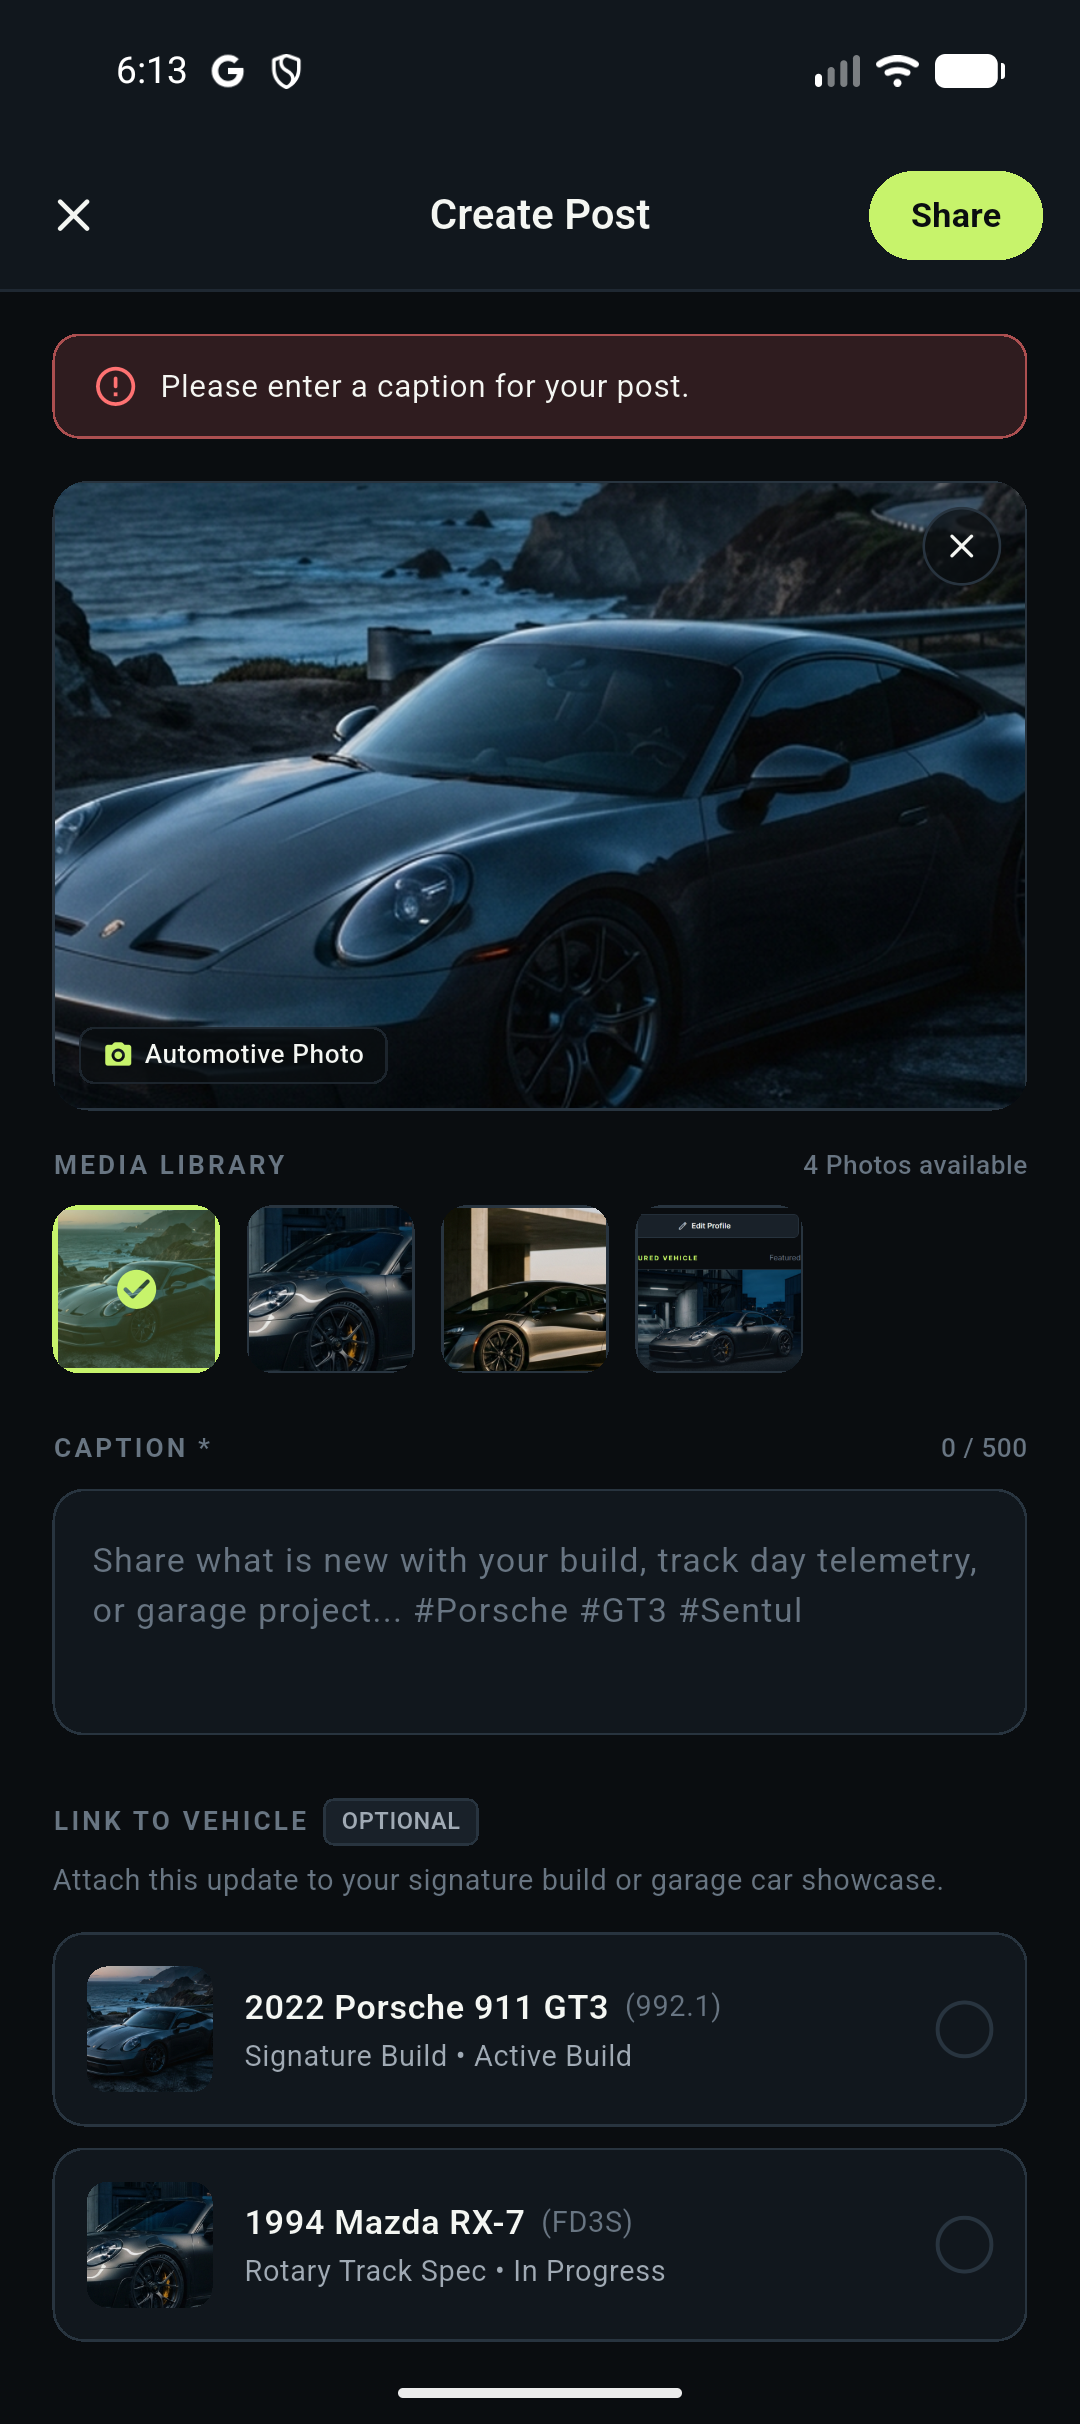 6:13
Create Post
Share
Please enter a caption for your post.
Automotive Photo
MEDIA LIBRARY
4 Photos available
Edit Profile
URED VEHICLE
Featured
CAPTION *
0 / 500
Share what is new with your build, track day telemetry,
or garage project... #Porsche #GT3 #Sentul
LINK TO VEHICLE
OPTIONAL
Attach this update to your signature build or garage car showcase.
2022 Porsche 911 GT3 (992.1)
Signature Build • Active Build
1994 Mazda RX-7 (FD3S)
Rotary Track Spec • In Progress